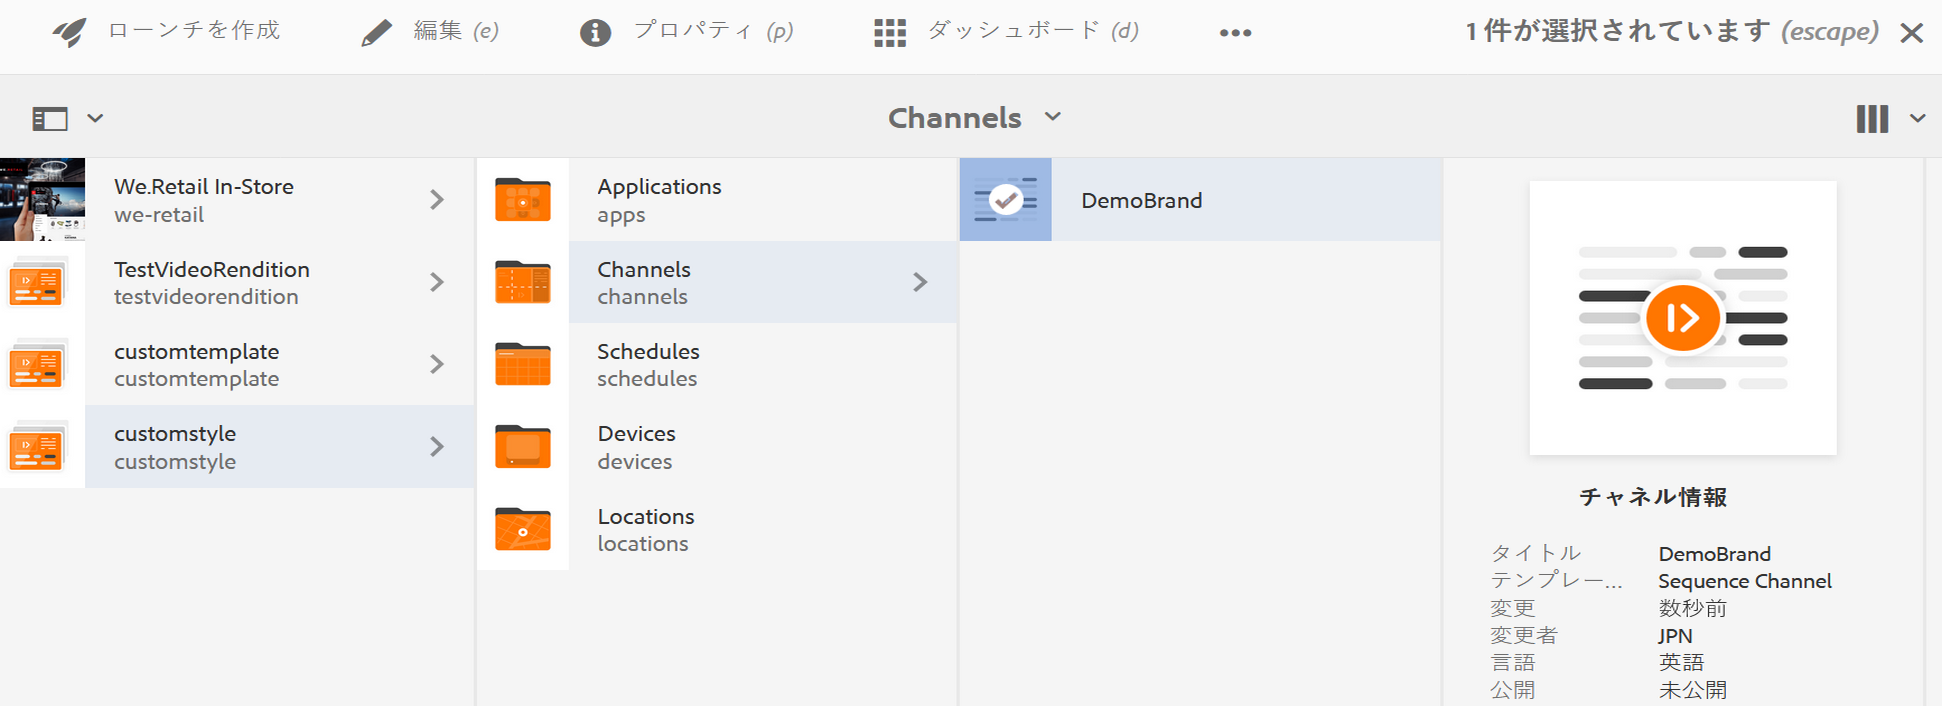 ローンチを作成
編集 (e)
プロパティ (p)
ダッシュボード (d)
1 件が選択されています (escape)
Channels
We.Retail In-Store
we-retail
TestVideoRendition
testvideorendition
customtemplate
customtemplate
customstyle
customstyle
Applications
apps
Channels
channels
Schedules
schedules
Devices
devices
Locations
locations
DemoBrand
チャネル情報
タイトル DemoBrand
テンプレー... Sequence Channel
変更 数秒前
変更者 JPN
言語 英語
公開 未公開